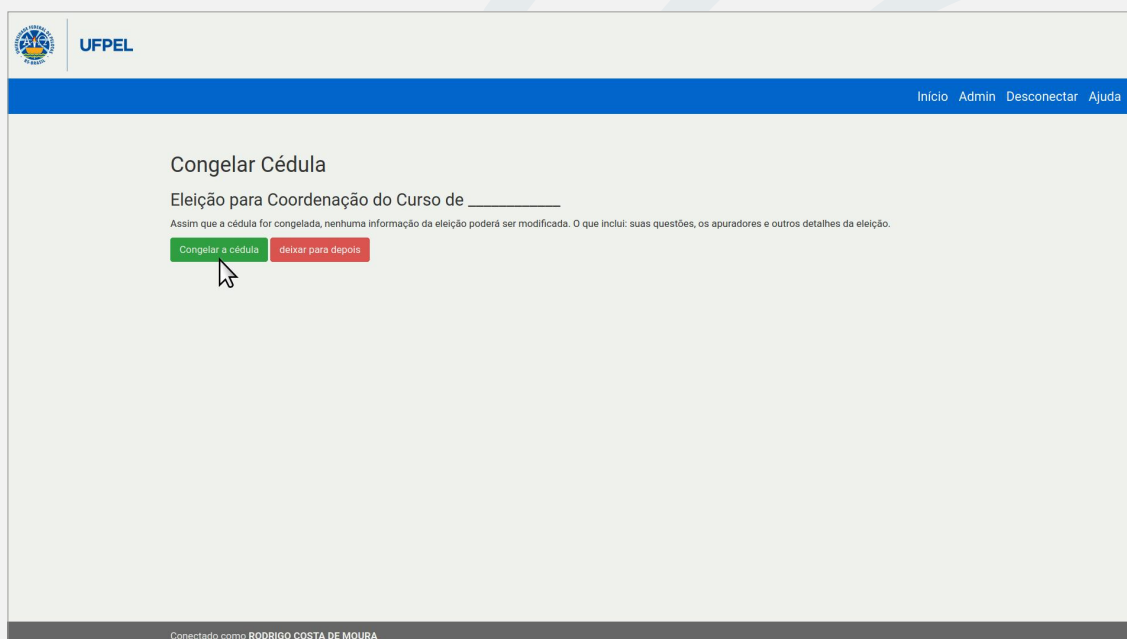 UFPEL
Início Admin Desconectar Ajuda
Congelar Cédula
Eleição para Coordenação do Curso de ____________
Assim que a cédula for congelada, nenhuma informação da eleição poderá ser modificada. O que inclui: suas questões, os apuradores e outros detalhes da eleição.
Congelar a cédula deixar para depois
Conectado como RODRIGO COSTA DE MOURA